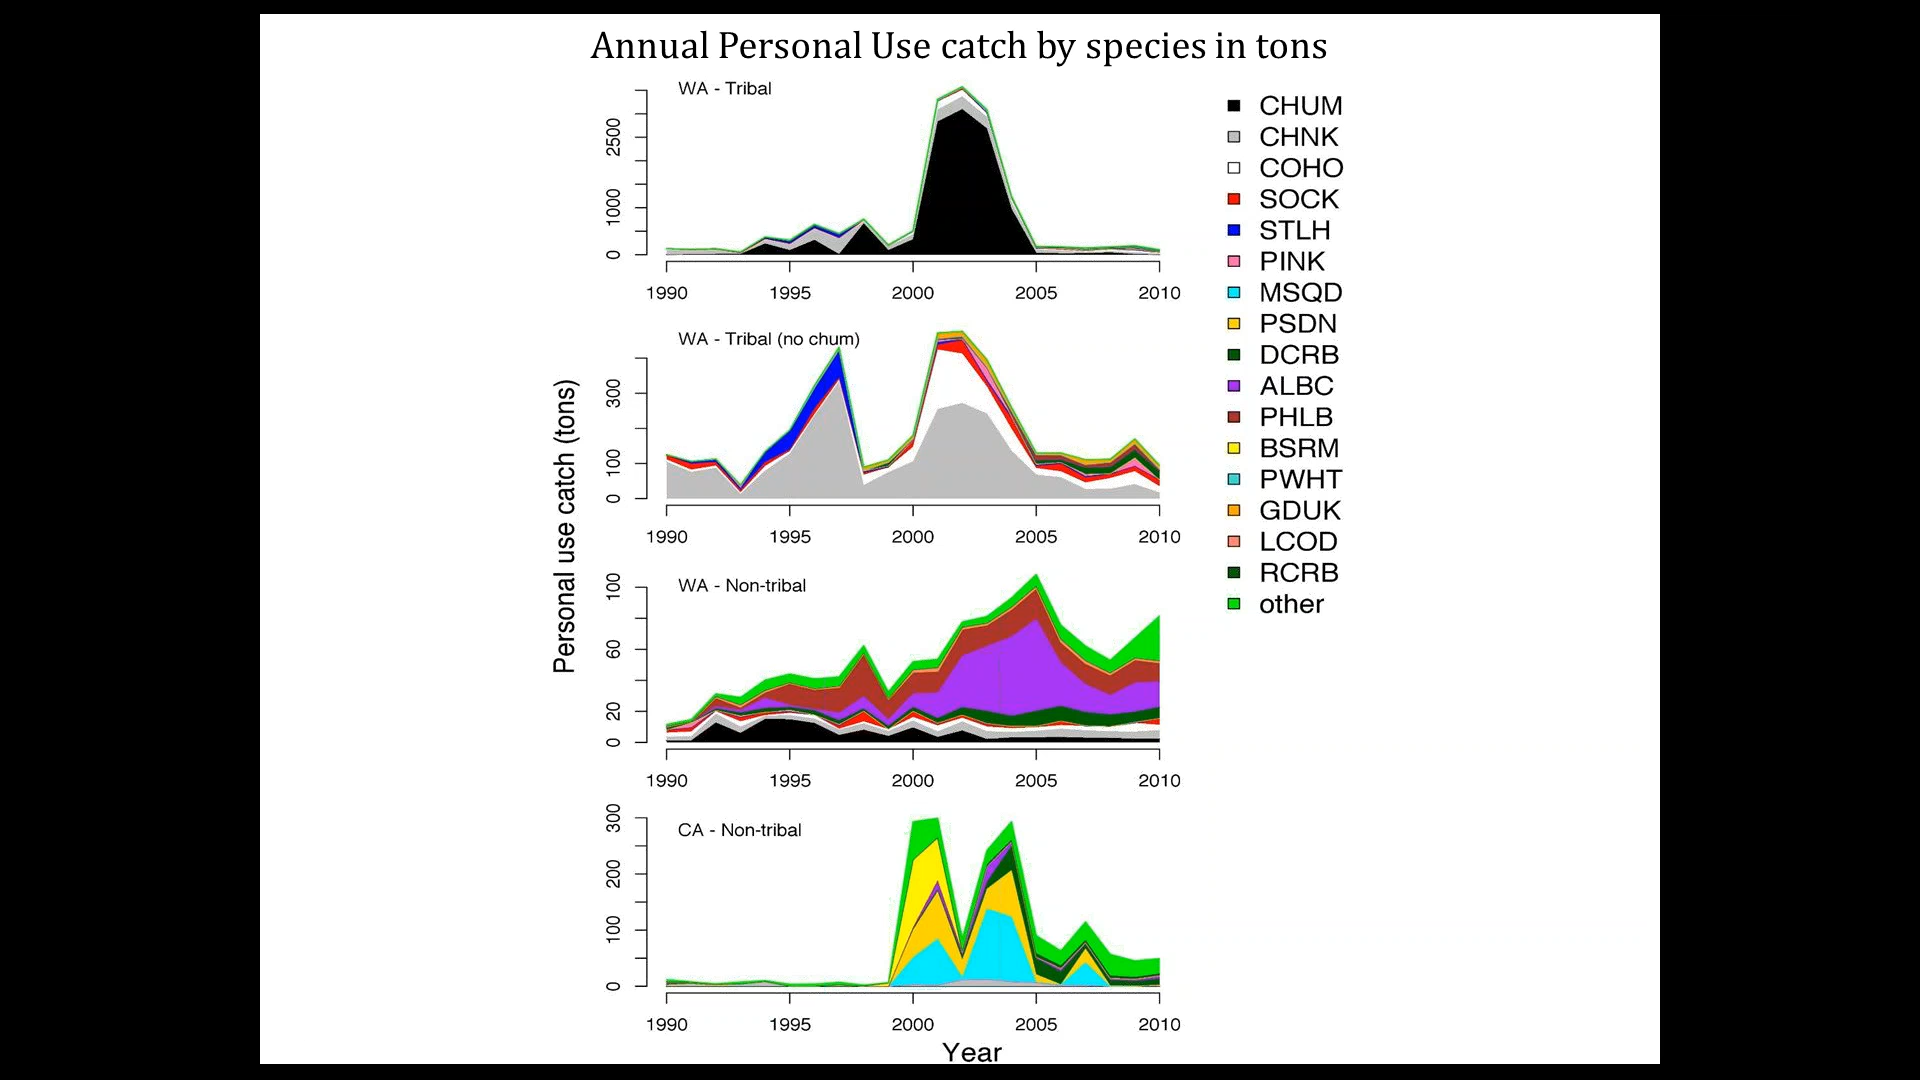 Annual Personal Use catch by species in tons
WA - Tribal
2500
1000
0
1990 1995 2000 2005 2010
WA - Tribal (no chum)
300
100
0
1990 1995 2000 2005 2010
WA - Non-tribal
100
60
20
0
1990 1995 2000 2005 2010
CA - Non-tribal
300
200
100
0
1990 1995 2000 2005 2010
Personal use catch (tons)
Year
CHUM
CHNK
COHO
SOCK
STLH
PINK
MSQD
PSDN
DCRB
ALBC
PHLB
BSRM
PWHT
GDUK
LCOD
RCRB
other